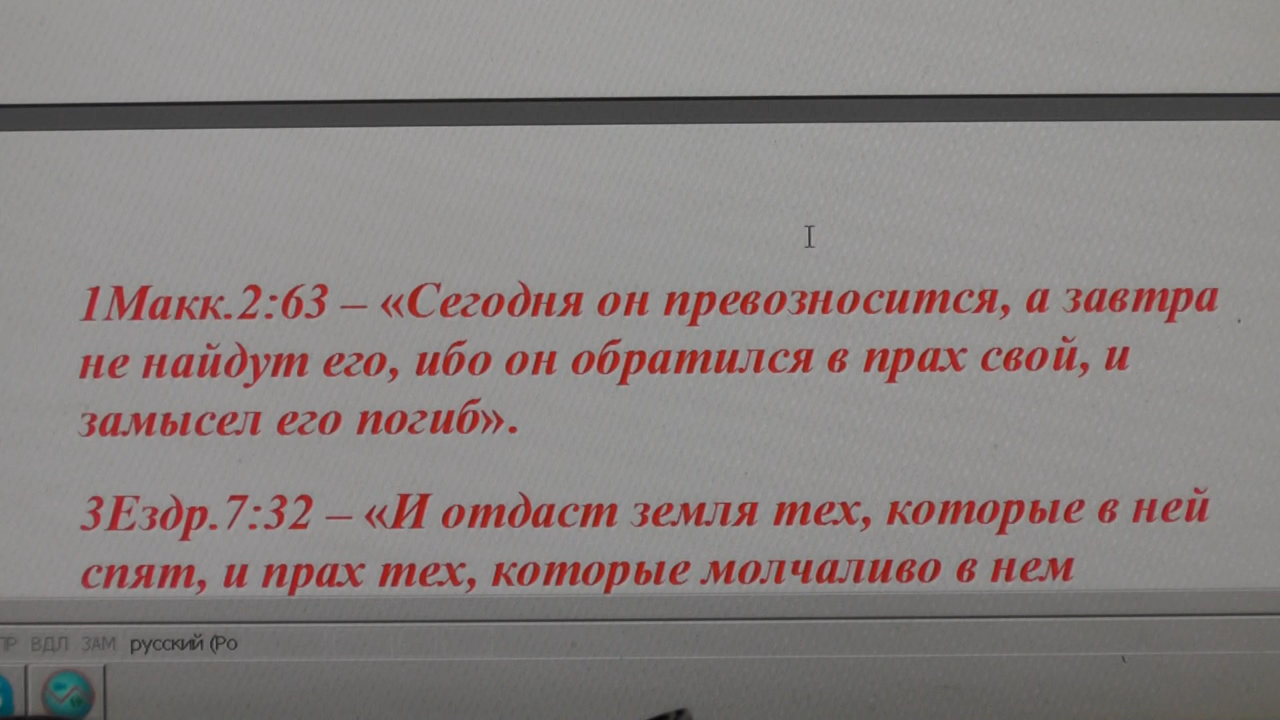 1Макк.2:63 – «Сегодня он превозносится, а завтра
не найдут его, ибо он обратился в прах свой, и
замысел его погиб».
3Ездр.7:32 – «И отдаст земля тех, которые в ней
спят, и прах тех, которые молчаливо в нем
ВДЛ ЗАМ русский (Ро